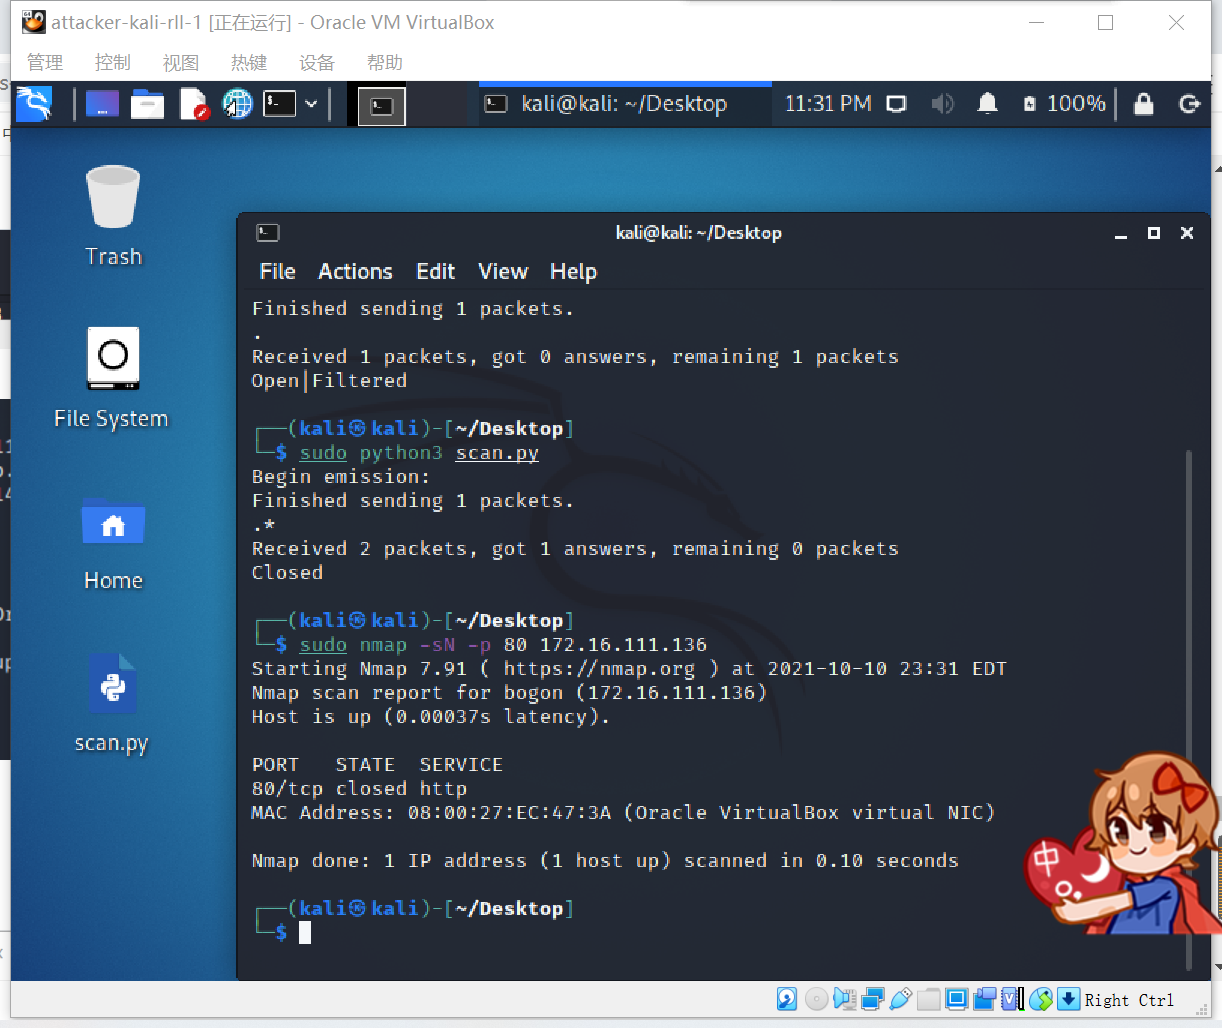 attacker-kali-rll-1 [正在运行] - Oracle VM VirtualBox
管理 控制 视图 热键 设备 帮助
kali@kali: ~/Desktop 11:31 PM 100%
Trash
File System
Home
scan.py
kali@kali: ~/Desktop
File Actions Edit View Help
Finished sending 1 packets.
.
Received 1 packets, got 0 answers, remaining 1 packets
Open|Filtered
┌──(kali㉿kali)-[~/Desktop]
└─$ sudo python3 scan.py
Begin emission:
Finished sending 1 packets.
.*
Received 2 packets, got 1 answers, remaining 0 packets
Closed
┌──(kali㉿kali)-[~/Desktop]
└─$ sudo nmap -sN -p 80 172.16.111.136
Starting Nmap 7.91 ( https://nmap.org ) at 2021-10-10 23:31 EDT
Nmap scan report for bogon (172.16.111.136)
Host is up (0.00037s latency).
PORT STATE SERVICE
80/tcp closed http
MAC Address: 08:00:27:EC:47:3A (Oracle VirtualBox virtual NIC)
Nmap done: 1 IP address (1 host up) scanned in 0.10 seconds
┌──(kali㉿kali)-[~/Desktop]
└─$
中
Right Ctrl